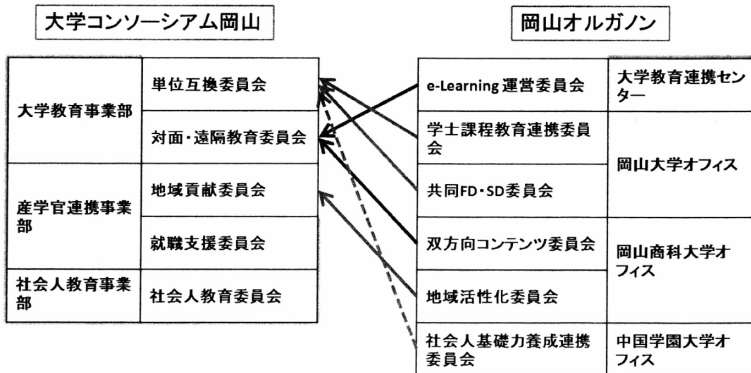 大学コンソーシアム岡山
岡山オルガノン
大学教育事業部
単位互換委員会
対面・遠隔教育委員会
産学官連携事業
部
地域貢献委員会
就職支援委員会
社会人教育事業
部
社会人教育委員会
e-Learning 運営委員会
大学教育連携セン
ター
学士課程教育連携委員
会
岡山大学オフィス
共同FD・SD委員会
双方向コンテンツ委員会
岡山商科大学オ
フィス
地域活性化委員会
社会人基礎力養成連携
委員会
中国学園大学オ
フィス